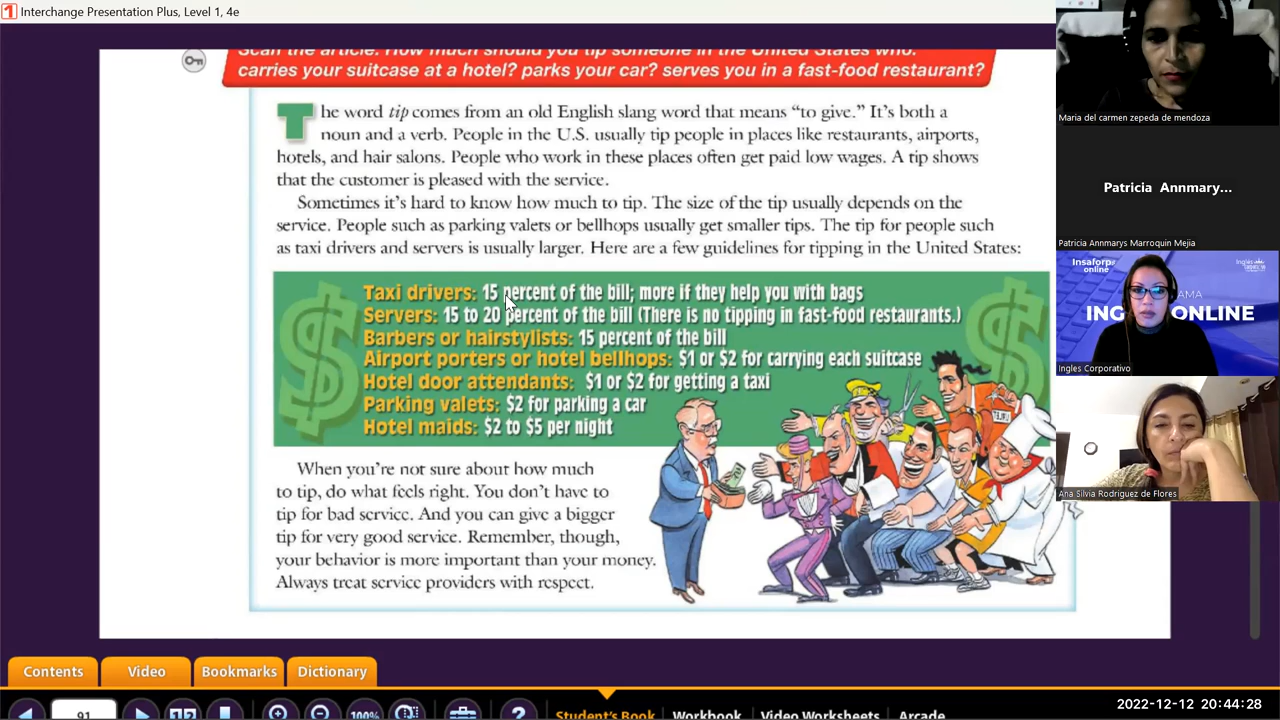 Interchange Presentation Plus, Level 1, 4e
Scan the article. How much should you tip someone in the United States who:
carries your suitcase at a hotel? parks your car? serves you in a fast-food restaurant?
The word tip comes from an old English slang word that means “to give.” It’s both a
noun and a verb. People in the U.S. usually tip people in places like restaurants, airports,
hotels, and hair salons. People who work in these places often get paid low wages. A tip shows
that the customer is pleased with the service.
Sometimes it’s hard to know how much to tip. The size of the tip usually depends on the
service. People such as parking valets or bellhops usually get smaller tips. The tip for people such
as taxi drivers and servers is usually larger. Here are a few guidelines for tipping in the United States:
Taxi drivers: 15 percent of the bill; more if they help you with bags
Servers: 15 to 20 percent of the bill (There is no tipping in fast-food restaurants.)
Barbers or hairstylists: 15 percent of the bill
Airport porters or hotel bellhops: $1 or $2 for carrying each suitcase
Hotel door attendants: $1 or $2 for getting a taxi
Parking valets: $2 for parking a car
Hotel maids: $2 to $5 per night
When you’re not sure about how much
to tip, do what feels right. You don’t have to
tip for bad service. And you can give a bigger
tip for very good service. Remember, though,
your behavior is more important than your money.
Always treat service providers with respect.
Maria del carmen zepeda de mendoza
Patricia Annmary...
Patricia Annmarys Marroquin Mejia
Insaforp
online
INGL ONLINE
Ingles Corporativo
Ana Silvia Rodriguez de Flores
Contents Video Bookmarks Dictionary
91
100%
?
Student's Book Workbook Video Worksheets Arcade
2022-12-12 20:44:28